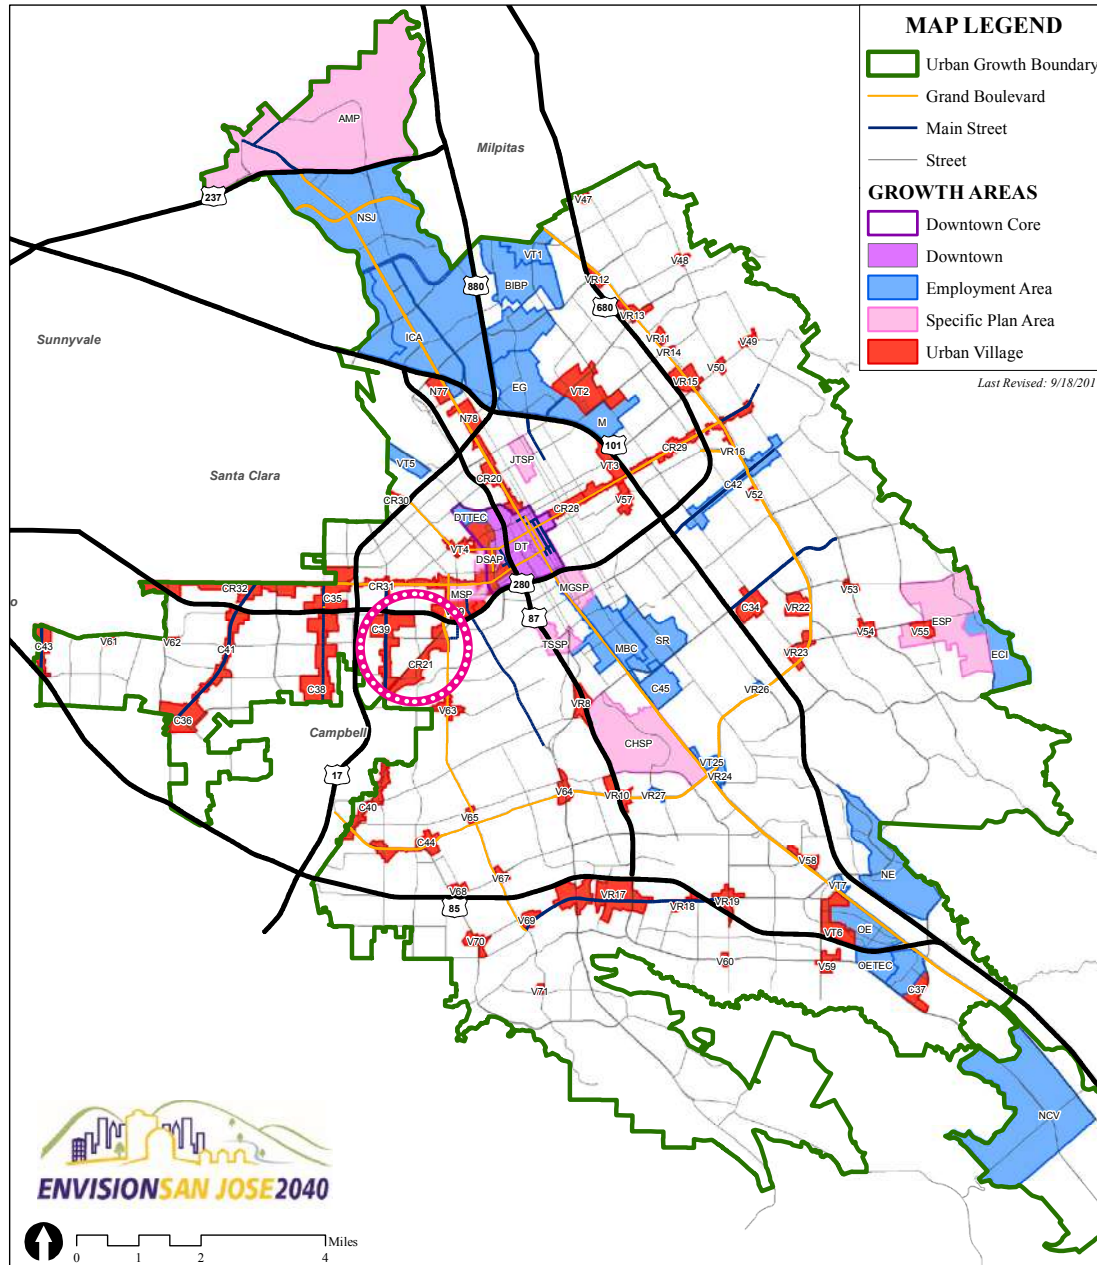 MAP LEGEND
Urban Growth Boundary
Grand Boulevard
Main Street
Street
GROWTH AREAS
Downtown Core
Downtown
Employment Area
Specific Plan Area
Urban Village
Last Revised: 9/18/201
AMP
Milpitas
237
V47
NSJ
VT1
V48
880
BIBP
VR12
680
VR13
Sunnyvale
ICA
VR11
V49
VR14
V50
N77
EG
VT2
VR15
N78
M
101
CR29
VR16
JTSP
VT5
VT3
Santa Clara
CR20
C42
CR30
V57
V52
CR28
DTTEC
DT
VT4
DSAP
280
CR31
CR32
MSP
MGSP
V53
C35
C34
VR22
87
ESP
C39
V54
V55
V61
V62
C43
C41
TSSP
MBC
SR
VR23
ECI
CR21
C38
C45
VR26
C36
V63
VR8
Campbell
CHSP
17
VT25
VR24
V64
VR10
VR27
C40
V65
C44
V58
NE
V67
VT7
V68
VR17
VR18
VR19
85
V69
OE
VT6
V70
V60
V59
OETEC
V71
C37
NCV
ENVISIONSAN JOSE2040
Miles
0 1 2 4